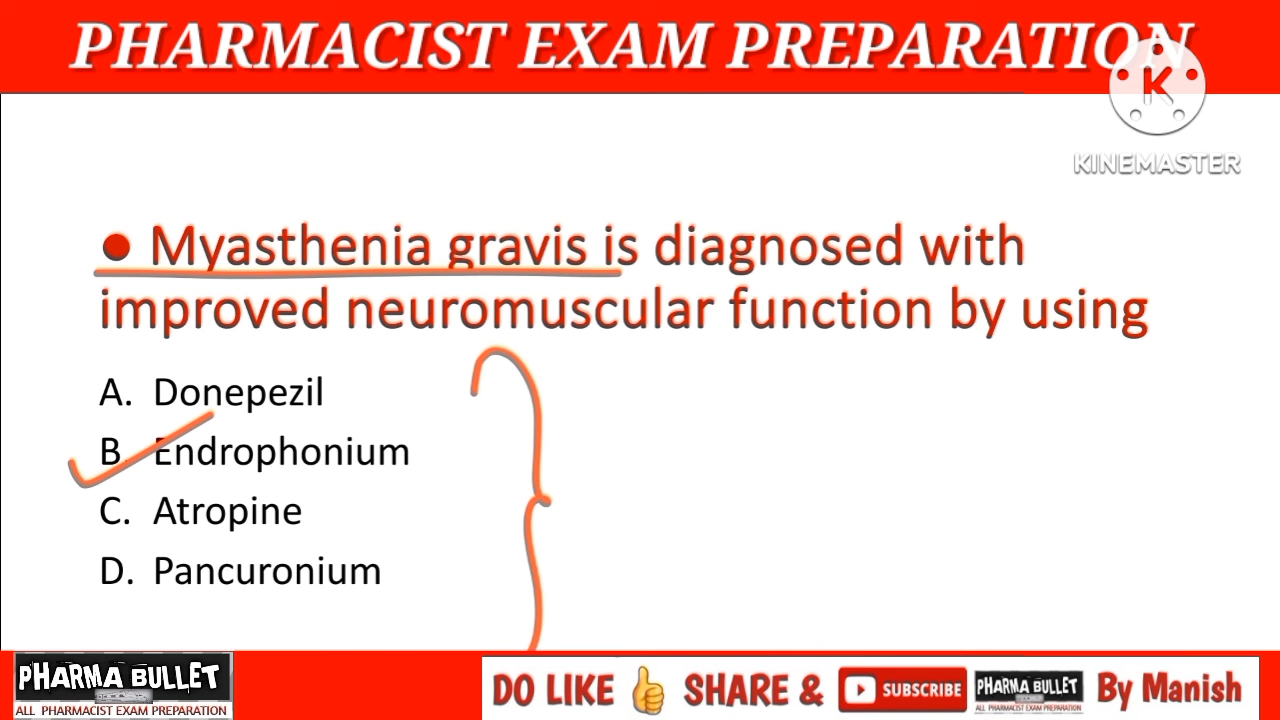 PHARMACIST EXAM PREPARATION
K
KINEMASTER
● Myasthenia gravis is diagnosed with
improved neuromuscular function by using
A. Donepezil
B. Endrophonium
C. Atropine
D. Pancuronium
PHARMA BULLET
ALL PHARMACIST EXAM PREPARATION
DO LIKE 👍 SHARE & SUBSCRIBE PHARMA BULLET By Manish
ALL PHARMACIST EXAM PREPARATION